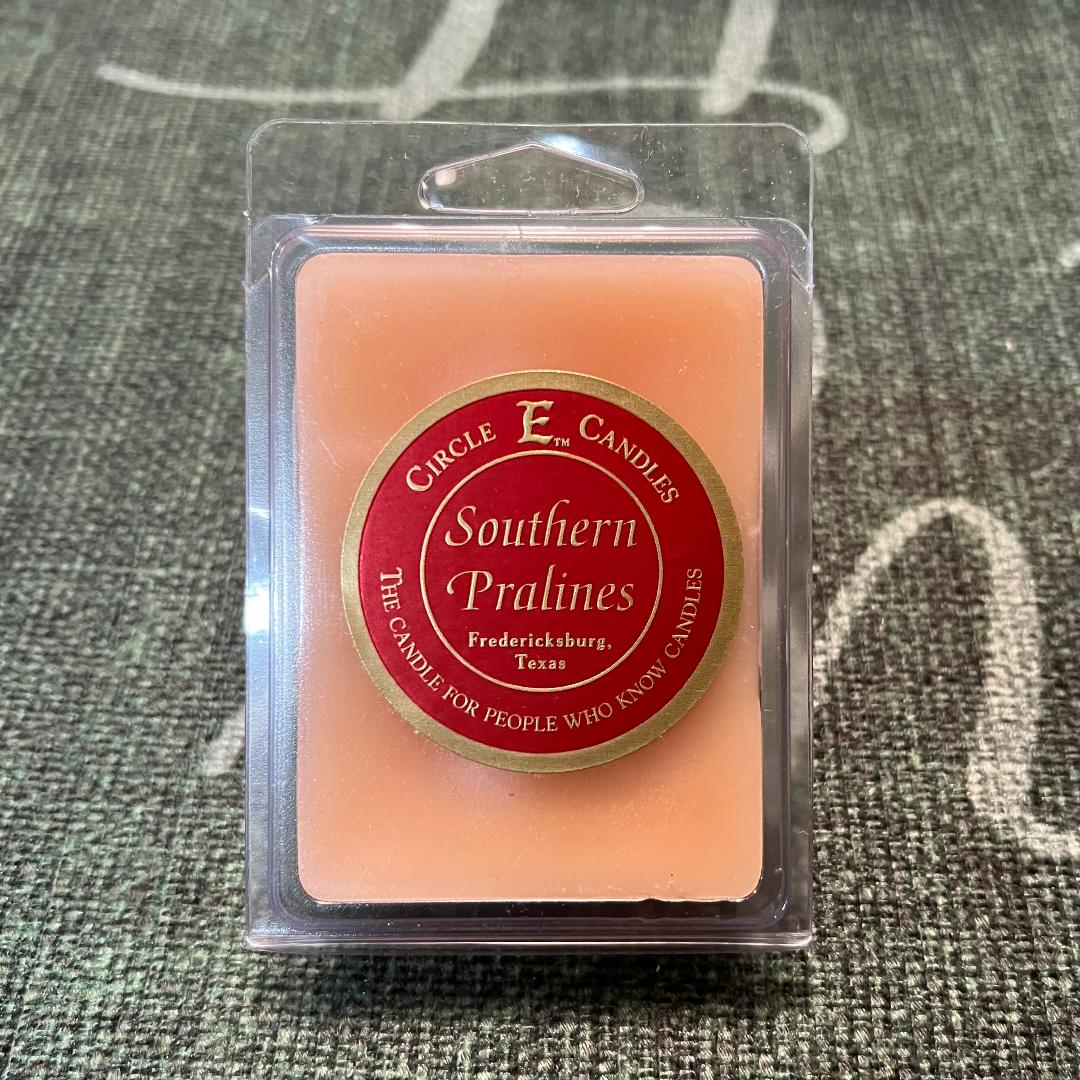 CIRCLE E™ CANDLES
Southern
Pralines
Fredericksburg,
Texas
THE CANDLE FOR PEOPLE WHO KNOW CANDLES